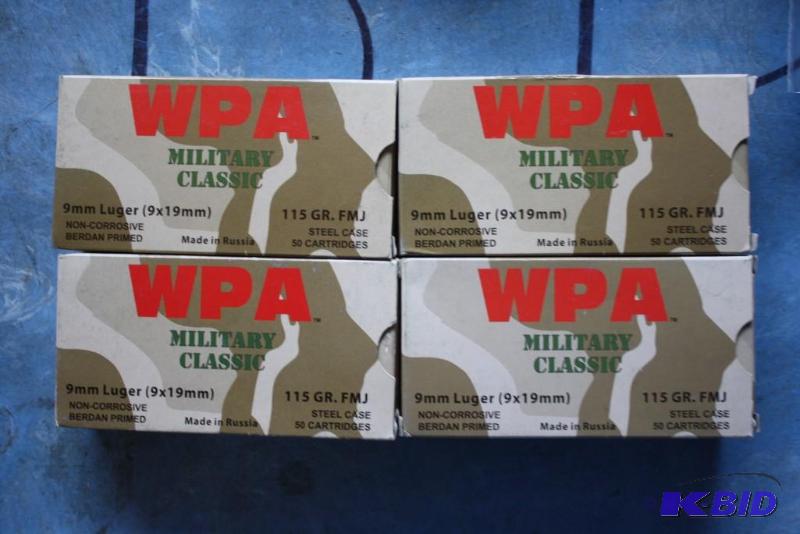 WPA™
MILITARY
CLASSIC
9mm Luger (9x19mm)
115 GR. FMJ
NON-CORROSIVE
STEEL CASE
BERDAN PRIMED
Made in Russia
50 CARTRIDGES
WPA™
MILITARY
CLASSIC
9mm Luger (9x19mm)
115 GR. FMJ
NON-CORROSIVE
STEEL CASE
BERDAN PRIMED
Made in Russia
50 CARTRIDGES
WPA™
MILITARY
CLASSIC
9mm Luger (9x19mm)
115 GR. FMJ
NON-CORROSIVE
STEEL CASE
BERDAN PRIMED
Made in Russia
50 CARTRIDGES
WPA™
MILITARY
CLASSIC
9mm Luger (9x19mm)
115 GR. FMJ
NON-CORROSIVE
STEEL CASE
BERDAN PRIMED
Made in Russia
50 CARTRIDGES
K-BID